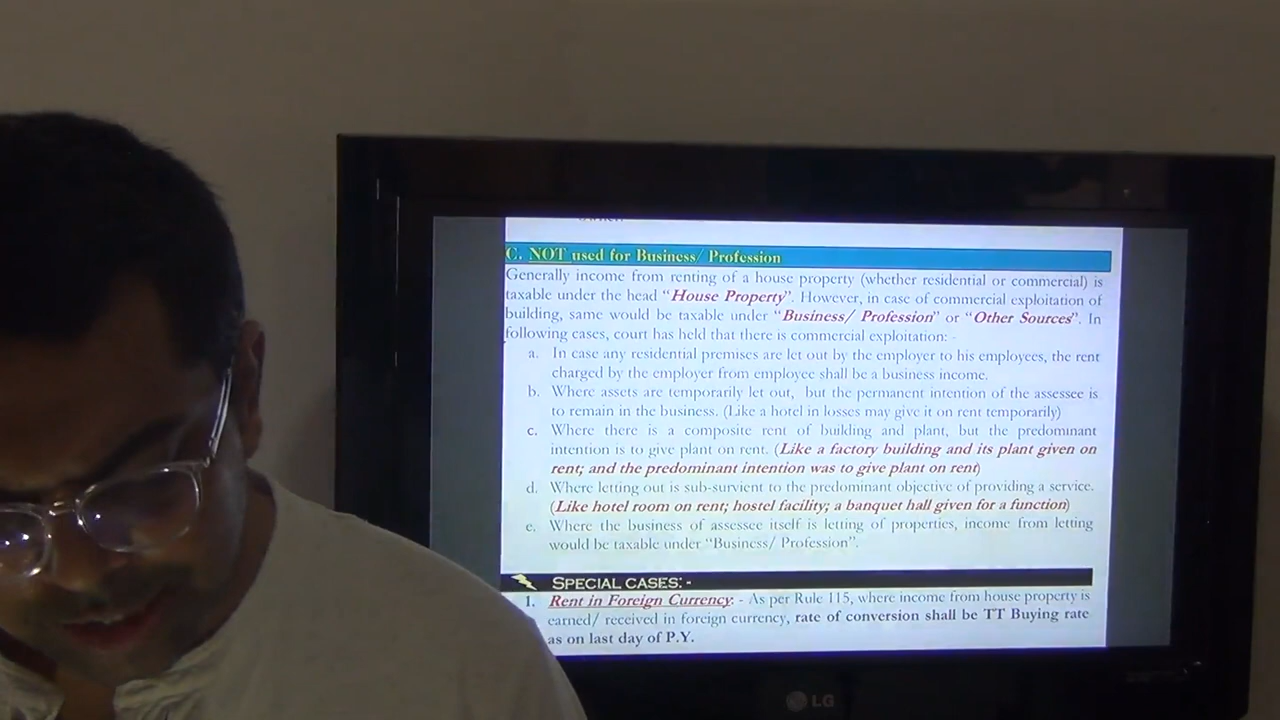 C. NOT used for Business/ Profession
Generally income from renting of a house property (whether residential or commercial) is
taxable under the head “House Property”. However, in case of commercial exploitation of
building, same would be taxable under “Business/ Profession” or “Other Sources”. In
following cases, court has held that there is commercial exploitation: -
a. In case any residential premises are let out by the employer to his employees, the rent
charged by the employer from employee shall be a business income.
b. Where assets are temporarily let out, but the permanent intention of the assessee is
to remain in the business. (Like a hotel in losses may give it on rent temporarily)
c. Where there is a composite rent of building and plant, but the predominant
intention is to give plant on rent. (Like a factory building and its plant given on
rent; and the predominant intention was to give plant on rent)
d. Where letting out is sub-survient to the predominant objective of providing a service.
(Like hotel room on rent; hostel facility; a banquet hall given for a function)
e. Where the business of assessee itself is letting of properties, income from letting
would be taxable under “Business/ Profession”.
SPECIAL CASES: -
1. Rent in Foreign Currency: - As per Rule 115, where income from house property is
earned/ received in foreign currency, rate of conversion shall be TT Buying rate
as on last day of P.Y.
LG